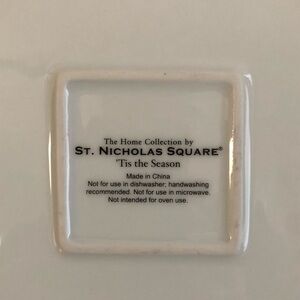 The Home Collection by
ST. NICHOLAS SQUARE®
'Tis the Season
Made in China
Not for use in dishwasher; handwashing
recommended. Not for use in microwave.
Not intended for oven use.